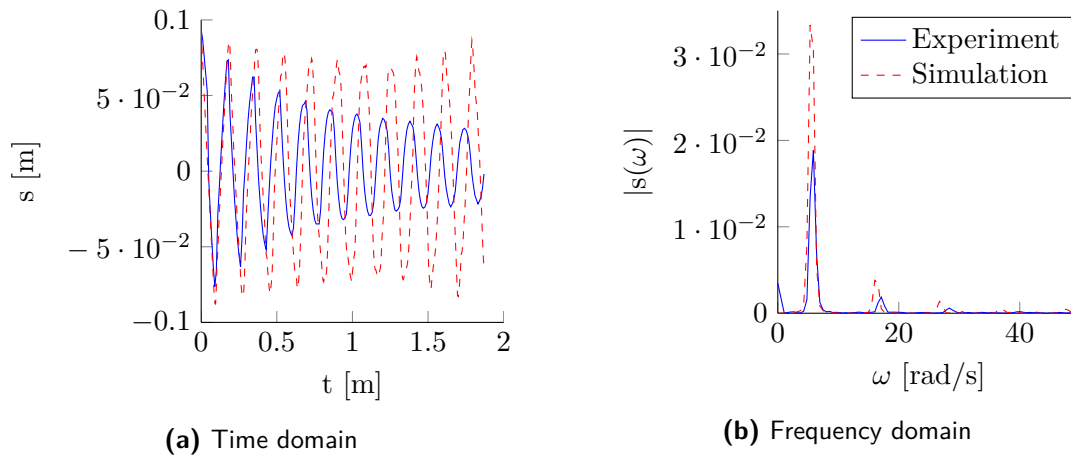 0.1
5 · 10⁻²
0
− 5 · 10⁻²
−0.1
s [m]
0 0.5 1 1.5 2
t [m]
(a) Time domain
3 · 10⁻²
2 · 10⁻²
1 · 10⁻²
0
|s(ω)|
Experiment
Simulation
0 20 40
ω [rad/s]
(b) Frequency domain